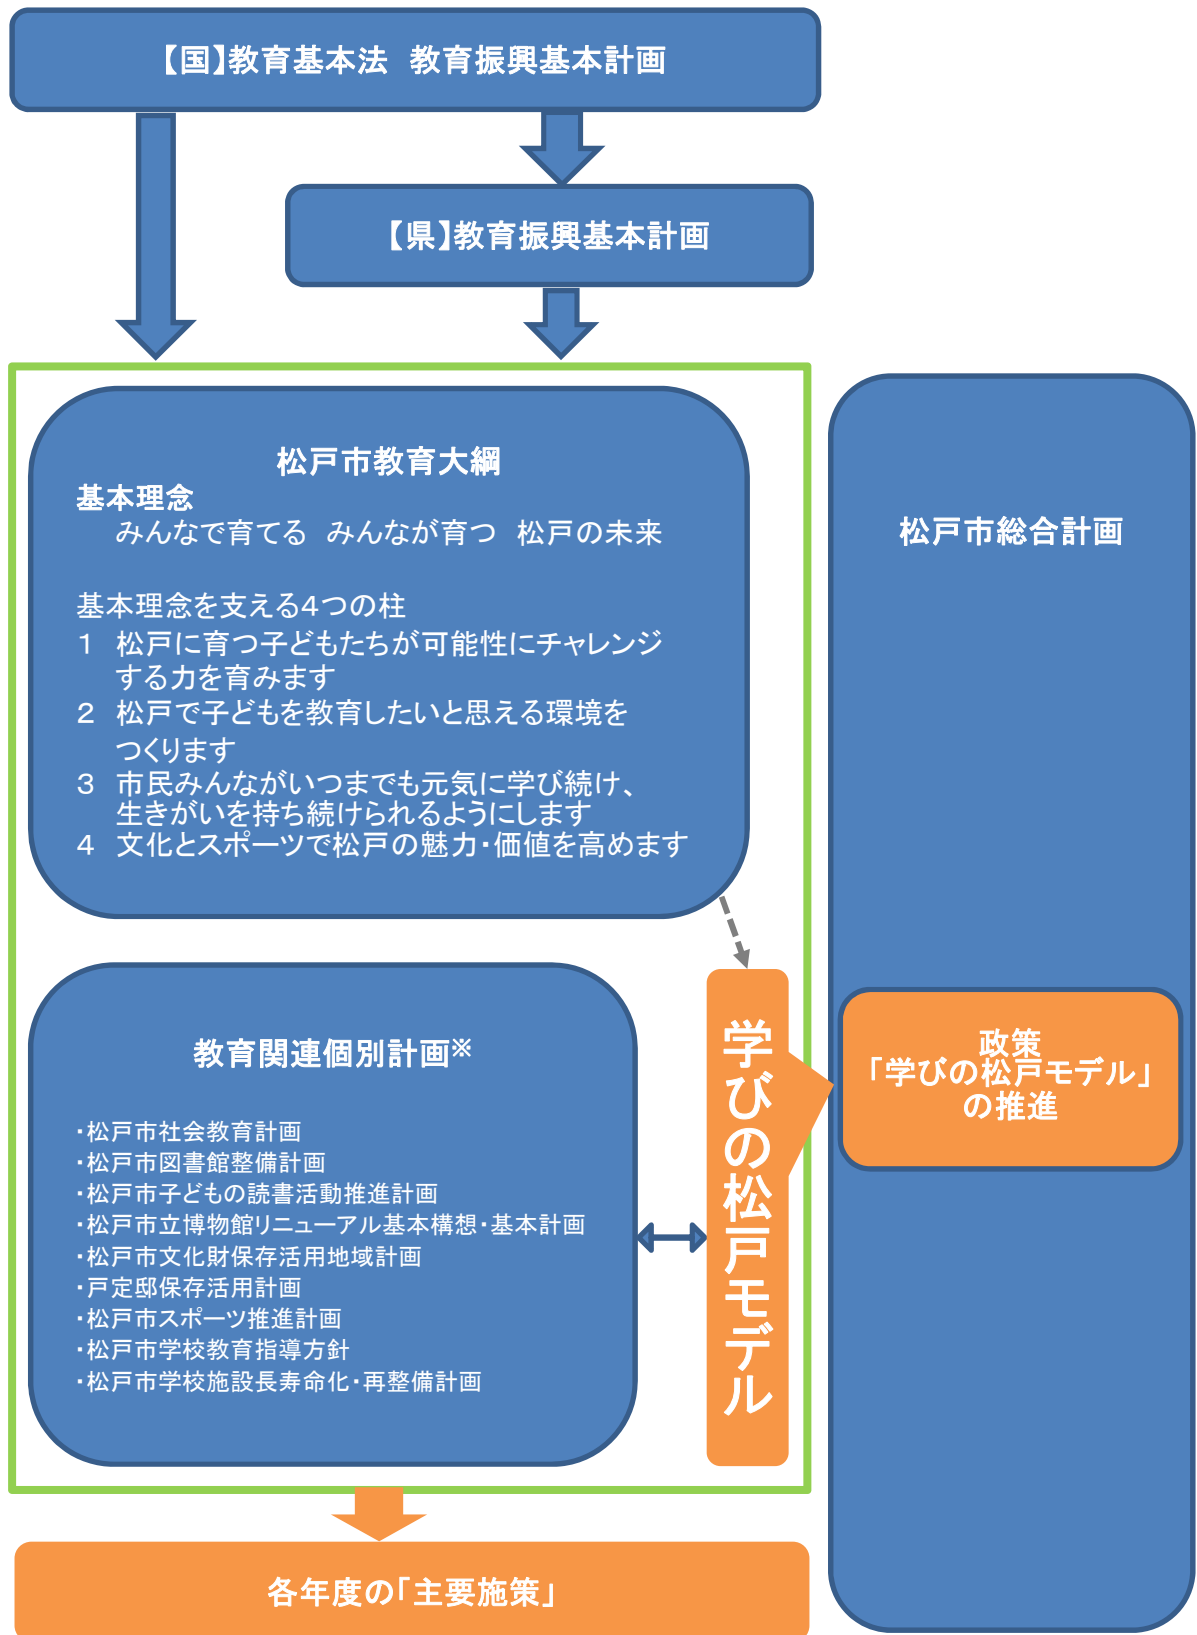 【国】教育基本法　教育振興基本計画
【県】教育振興基本計画
松戸市教育大綱
基本理念
みんなで育てる　みんなが育つ　松戸の未来
基本理念を支える４つの柱
１　松戸に育つ子どもたちが可能性にチャレンジ
する力を育みます
２　松戸で子どもを教育したいと思える環境を
つくります
３　市民みんながいつまでも元気に学び続け、
生きがいを持ち続けられるようにします
４　文化とスポーツで松戸の魅力・価値を高めます
教育関連個別計画※
・松戸市社会教育計画
・松戸市図書館整備計画
・松戸市子どもの読書活動推進計画
・松戸市立博物館リニューアル基本構想・基本計画
・松戸市文化財保存活用地域計画
・戸定邸保存活用計画
・松戸市スポーツ推進計画
・松戸市学校教育指導方針
・松戸市学校施設長寿命化・再整備計画
学びの松戸モデル
松戸市総合計画
政策
「学びの松戸モデル」
の推進
各年度の「主要施策」